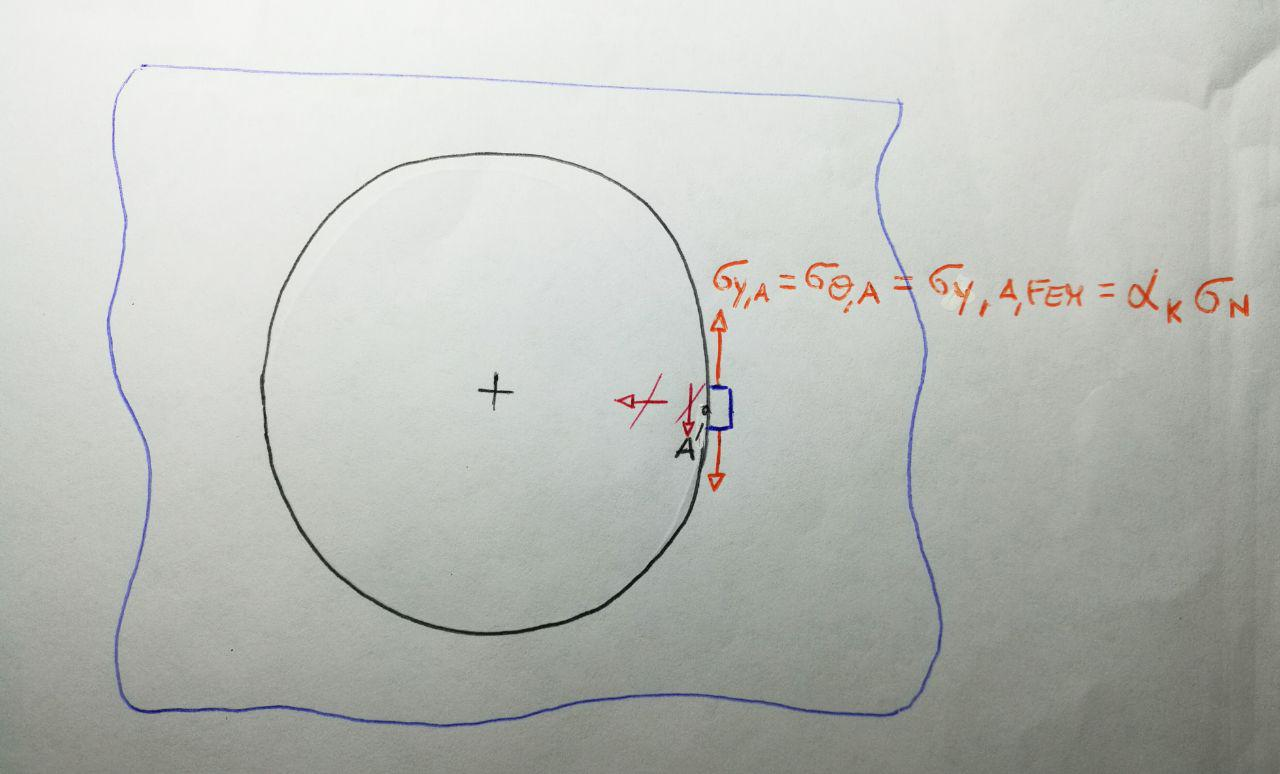 σy,A = σθ,A = σy,A,FEM = αK σN
A